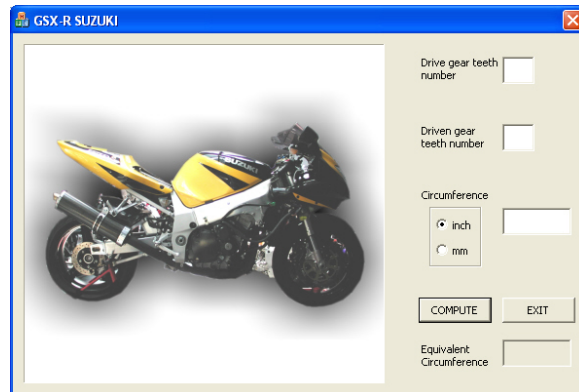 GSX-R SUZUKI
Drive gear teeth
number
Driven gear
teeth number
Circumference
inch
mm
SUZUKI
COMPUTE
EXIT
Equivalent
Circumference